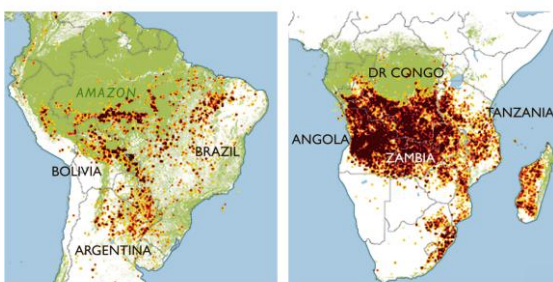 AMAZON
BRAZIL
BOLIVIA
ARGENTINA
DR CONGO
TANZANIA
ANGOLA
ZAMBIA